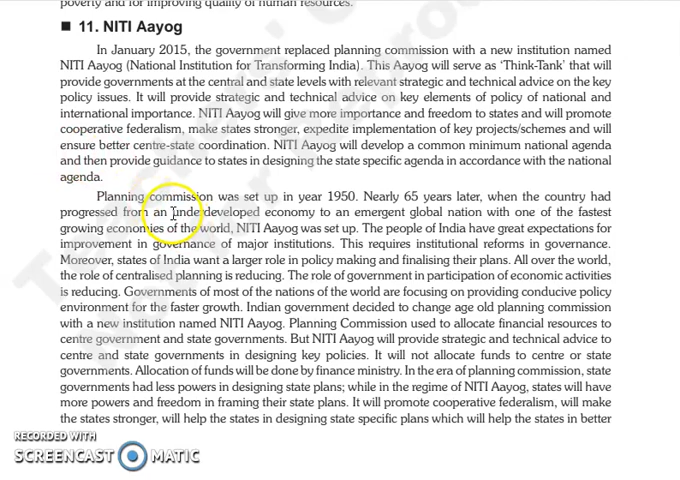 poverty and for improving quality of human resources.
■ 11. NITI Aayog
In January 2015, the government replaced planning commission with a new institution named
NITI Aayog (National Institution for Transforming India). This Aayog will serve as ‘Think-Tank’ that will
provide governments at the central and state levels with relevant strategic and technical advice on the key
policy issues. It will provide strategic and technical advice on key elements of policy of national and
international importance. NITI Aayog will give more importance and freedom to states and will promote
cooperative federalism, make states stronger, expedite implementation of key projects/schemes and will
ensure better centre-state coordination. NITI Aayog will develop a common minimum national agenda
and then provide guidance to states in designing the state specific agenda in accordance with the national
agenda.
Planning commission was set up in year 1950. Nearly 65 years later, when the country had
progressed from an underdeveloped economy to an emergent global nation with one of the fastest
growing economies of the world, NITI Aayog was set up. The people of India have great expectations for
improvement in governance of major institutions. This requires institutional reforms in governance.
Moreover, states of India want a larger role in policy making and finalising their plans. All over the world,
the role of centralised planning is reducing. The role of government in participation of economic activities
is reducing. Governments of most of the nations of the world are focusing on providing conducive policy
environment for the faster growth. Indian government decided to change age old planning commission
with a new institution named NITI Aayog. Planning Commission used to allocate financial resources to
centre government and state governments. But NITI Aayog will provide strategic and technical advice to
centre and state governments in designing key policies. It will not allocate funds to centre or state
governments. Allocation of funds will be done by finance ministry. In the era of planning commission, state
governments had less powers in designing state plans; while in the regime of NITI Aayog, states will have
more powers and freedom in framing their state plans. It will promote cooperative federalism, will make
the states stronger, will help the states in designing state specific plans which will help the states in better
RECORDED WITH
SCREENCAST MATIC